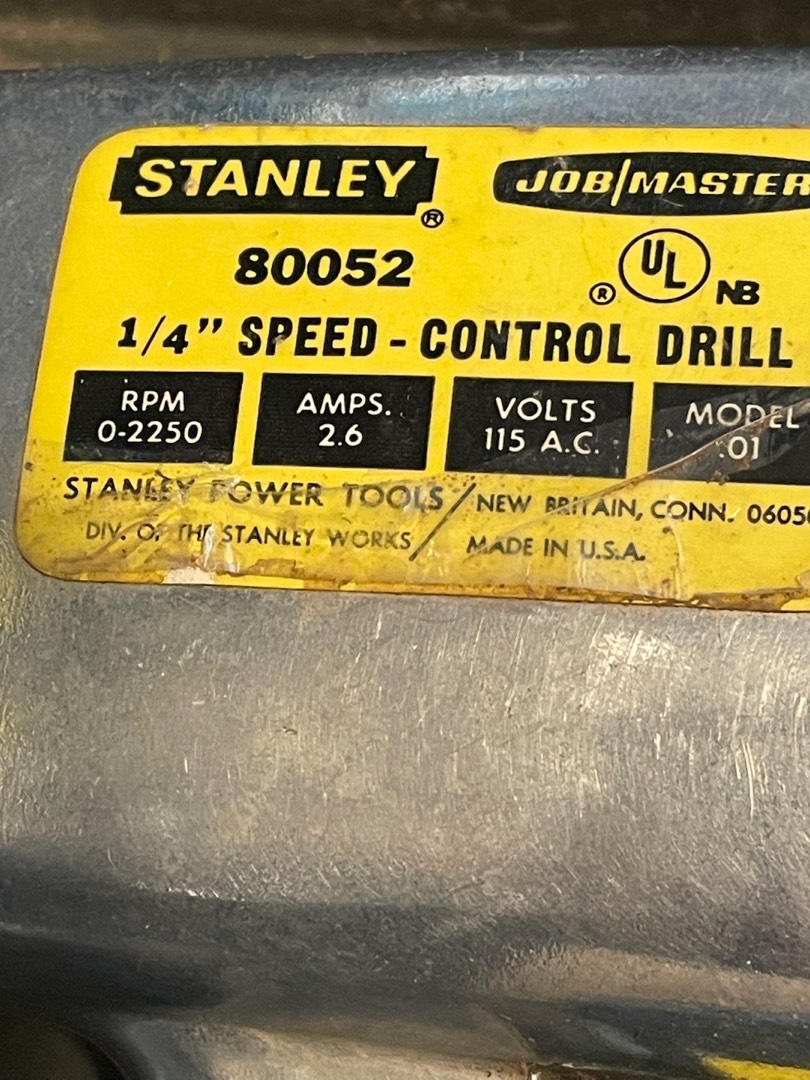 STANLEY ® JOB/MASTER
80052 ® UL NB
1/4" SPEED-CONTROL DRILL
RPM AMPS. VOLTS MODEL
0-2250 2.6 115 A.C. .01
STANLEY POWER TOOLS / NEW BRITAIN, CONN. 0605
DIV. OF THE STANLEY WORKS / MADE IN U.S.A.